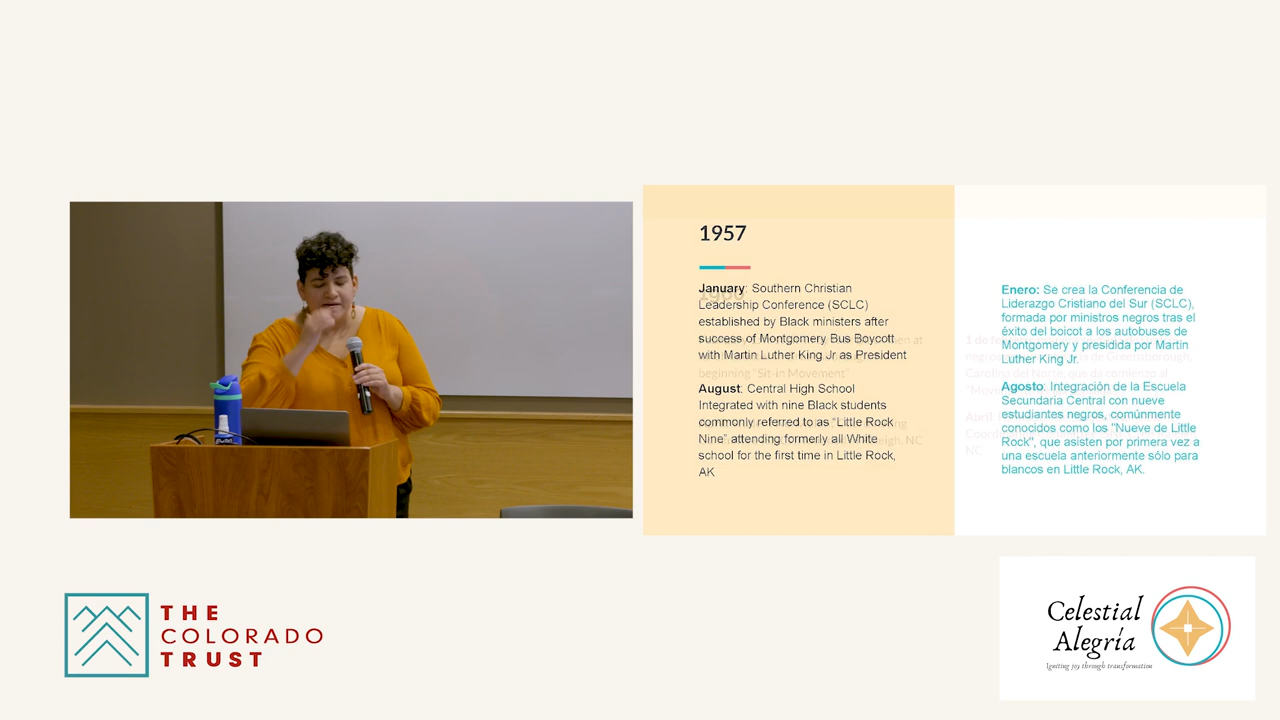 1957
January: Southern Christian
Leadership Conference (SCLC)
established by Black ministers after
success of Montgomery Bus Boycott
with Martin Luther King Jr. as President
beginning "Sit-in Movement"
August: Central High School
Integrated with nine Black students
commonly referred to as "Little Rock
Nine" attending formerly all White
school for the first time in Little Rock,
AK
Enero: Se crea la Conferencia de
Liderazgo Cristiano del Sur (SCLC),
formada por ministros negros tras el
éxito del boicot a los autobuses de
Montgomery y presidida por Martin
Luther King Jr.
Agosto: Integración de la Escuela
Secundaria Central con nueve
estudiantes negros, comúnmente
conocidos como los "Nueve de Little
Rock", que asisten por primera vez a
una escuela anteriormente sólo para
blancos en Little Rock, AK.
THE
COLORADO
TRUST
Celestial
Alegría
Igniting joy through transformation